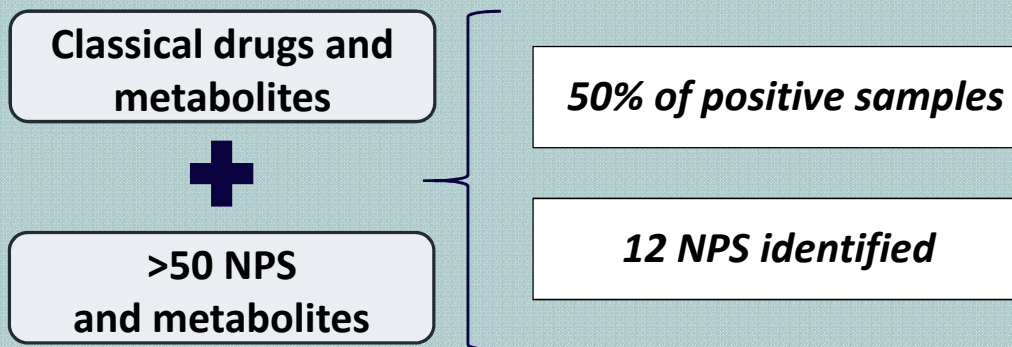 Classical drugs and
metabolites
>50 NPS
and metabolites
50% of positive samples
12 NPS identified